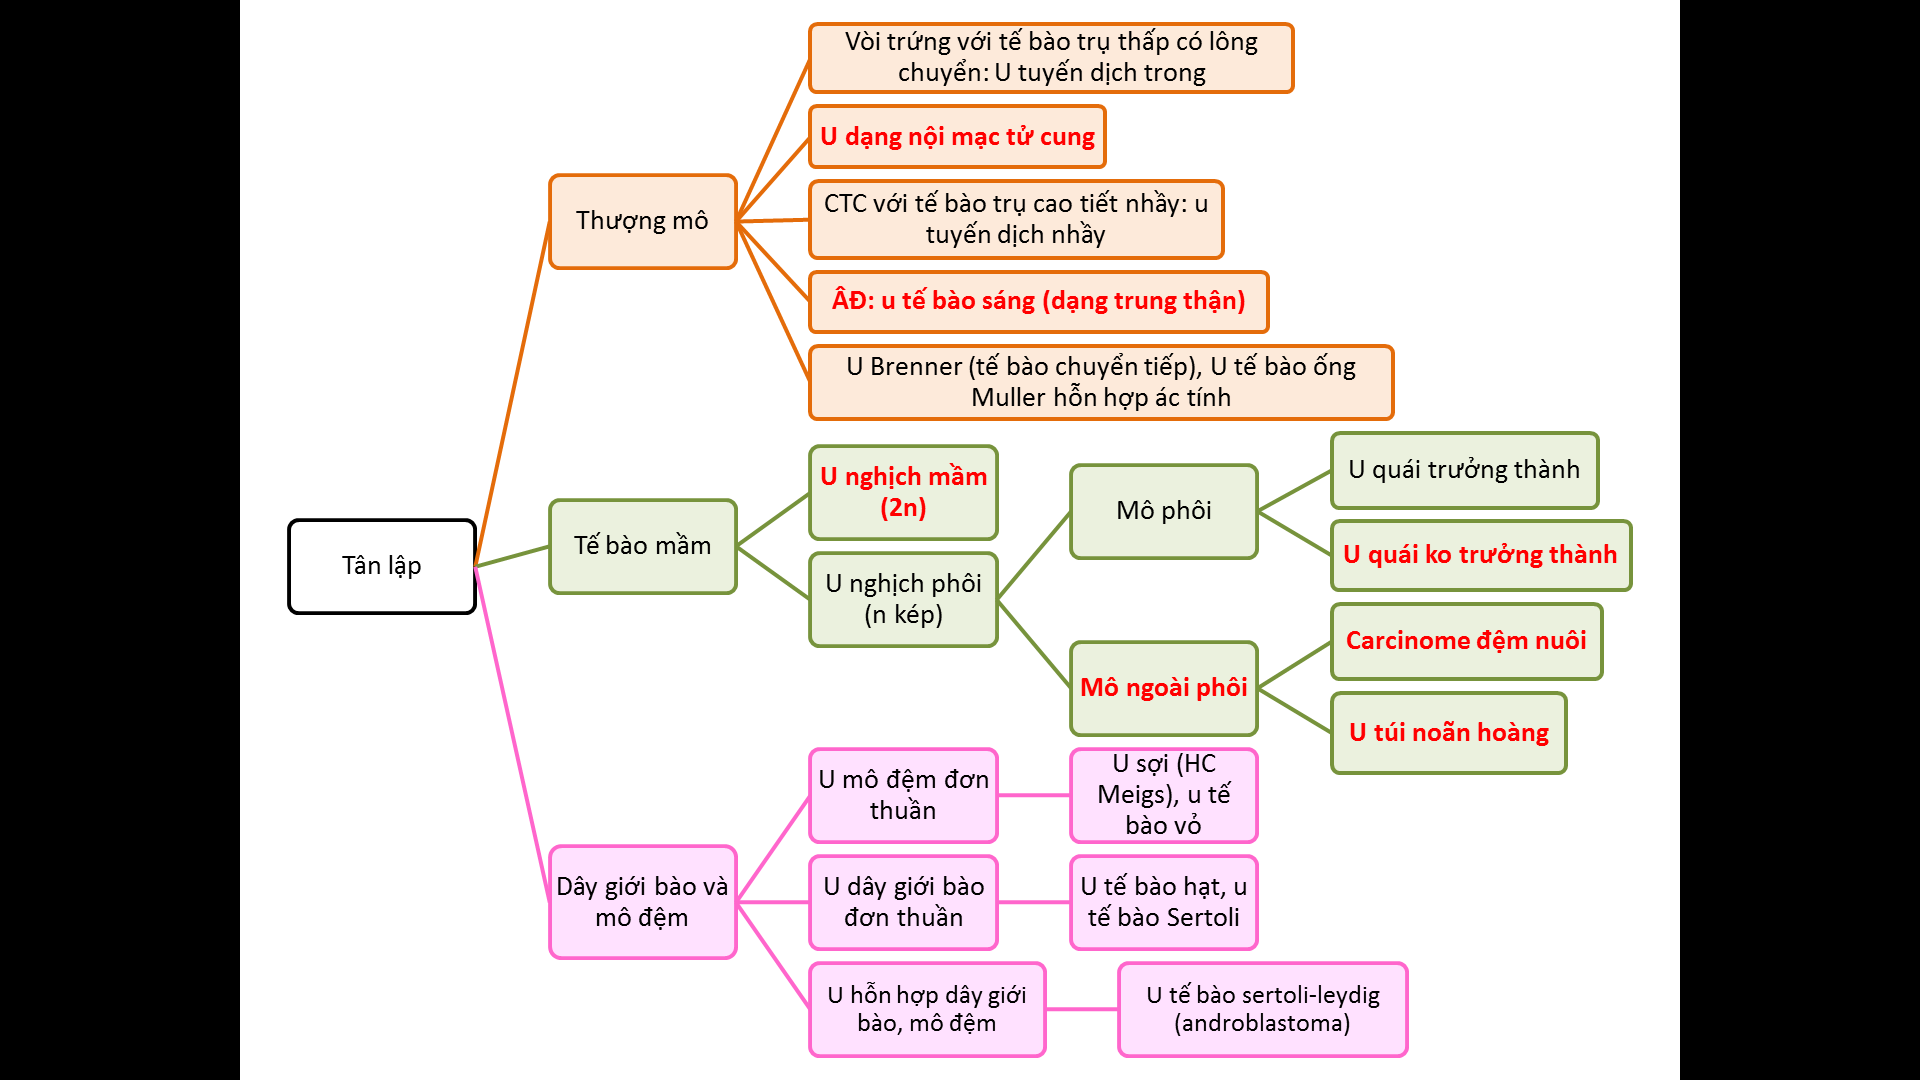 Tân lập
Thượng mô
Vòi trứng với tế bào trụ thấp có lông
chuyển: U tuyến dịch trong
U dạng nội mạc tử cung
CTC với tế bào trụ cao tiết nhầy: u
tuyến dịch nhầy
ÂĐ: u tế bào sáng (dạng trung thận)
U Brenner (tế bào chuyển tiếp), U tế bào ống
Muller hỗn hợp ác tính
Tế bào mầm
U nghịch mầm
(2n)
U nghịch phôi
(n kép)
Mô phôi
U quái trưởng thành
U quái ko trưởng thành
Mô ngoài phôi
Carcinome đệm nuôi
U túi noãn hoàng
Dây giới bào và
mô đệm
U mô đệm đơn
thuần
U sợi (HC
Meigs), u tế
bào vỏ
U dây giới bào
đơn thuần
U tế bào hạt, u
tế bào Sertoli
U hỗn hợp dây giới
bào, mô đệm
U tế bào sertoli-leydig
(androblastoma)